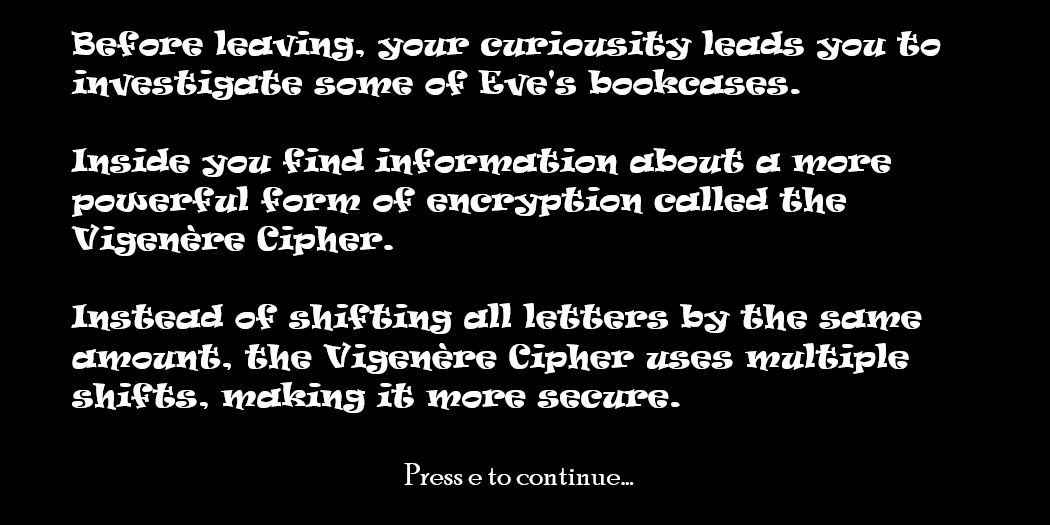 Before leaving, your curiousity leads you to
investigate some of Eve's bookcases.
Inside you find information about a more
powerful form of encryption called the
Vigenère Cipher.
Instead of shifting all letters by the same
amount, the Vigenère Cipher uses multiple
shifts, making it more secure.
Press e to continue...